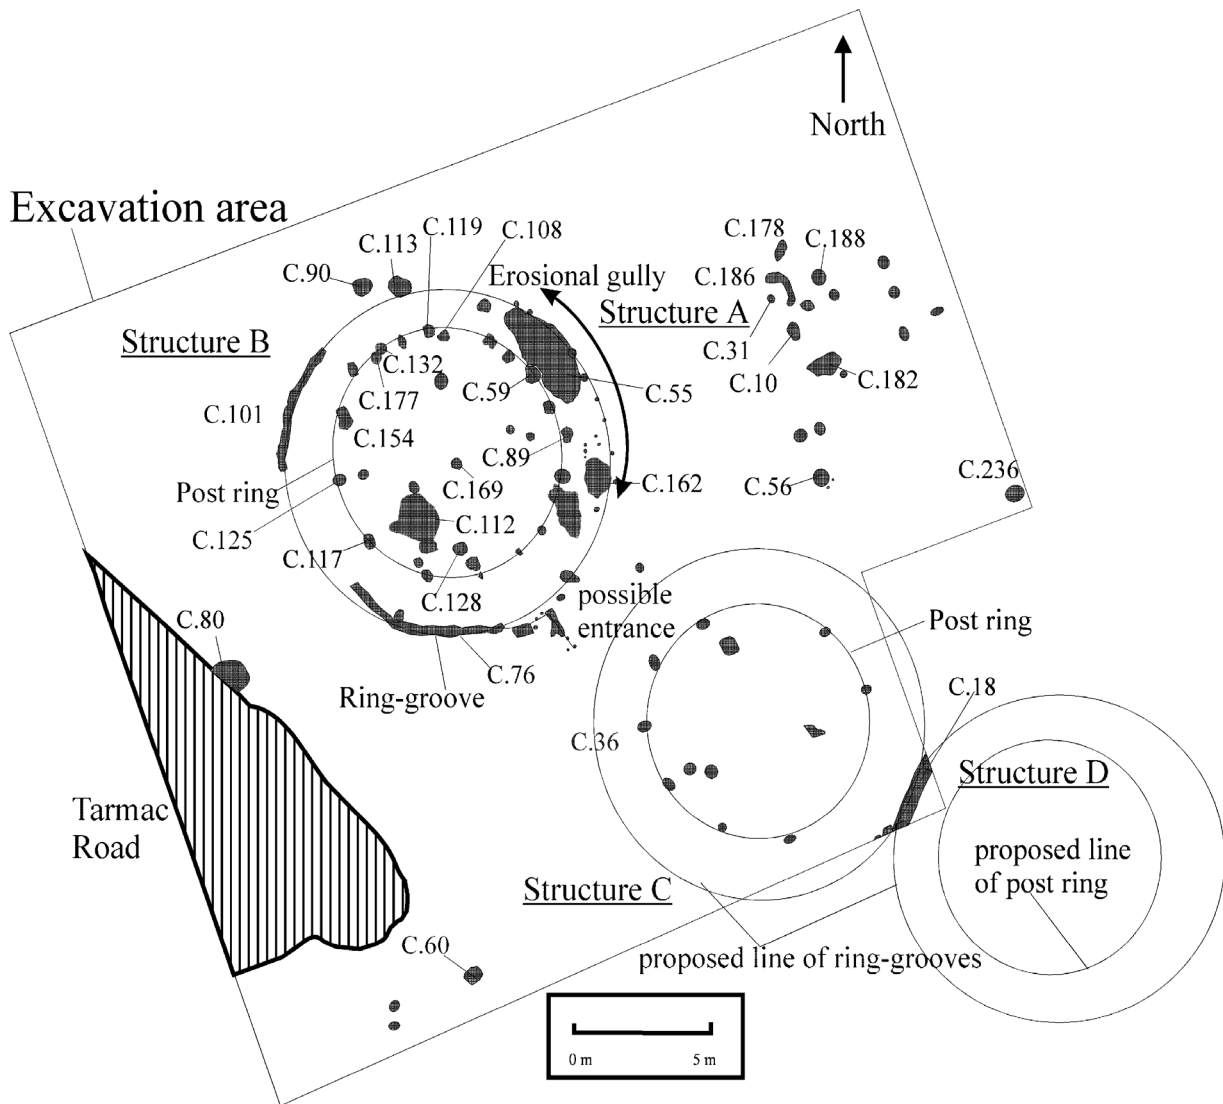 North
Excavation area
C.119
C.108
C.178
C.113
C.188
C.90
Erosional gully
C.186
Structure A
Structure B
C.31
C.132
C.10
C.182
C.177
C.59
C.55
C.101
C.154
C.89
C.236
C.169
C.162
C.56
Post ring
C.112
C.125
C.117
C.128
possible
entrance
C.80
Post ring
C.76
Ring-groove
C.18
C.36
Structure D
Tarmac
Road
proposed line
of post ring
Structure C
C.60
proposed line of ring-grooves
0 m 5 m